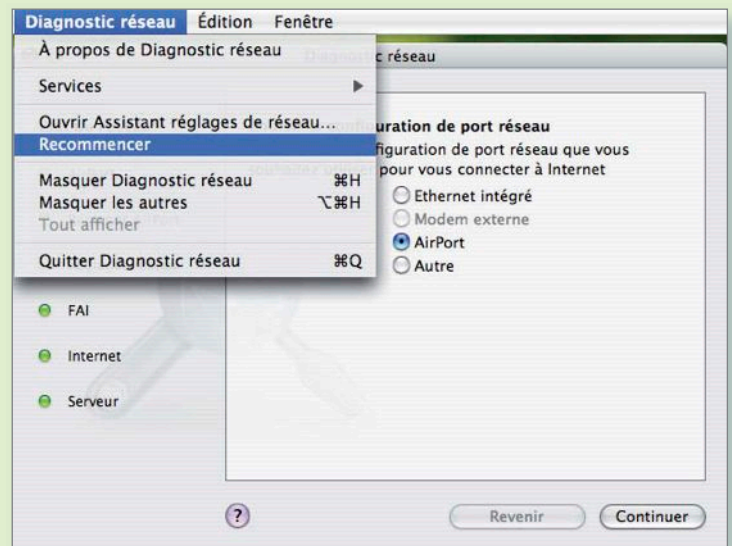 Diagnostic réseau Édition Fenêtre
À propos de Diagnostic réseau
Services
Ouvrir Assistant réglages de réseau...
Recommencer
Masquer Diagnostic réseau ⌘H
Masquer les autres ⌥⌘H
Tout afficher
Quitter Diagnostic réseau ⌘Q
réseau
uration de port réseau
figuration de port réseau que vous
pour vous connecter à Internet
Ethernet intégré
Modem externe
AirPort
Autre
FAI
Internet
Serveur
?
Revenir
Continuer